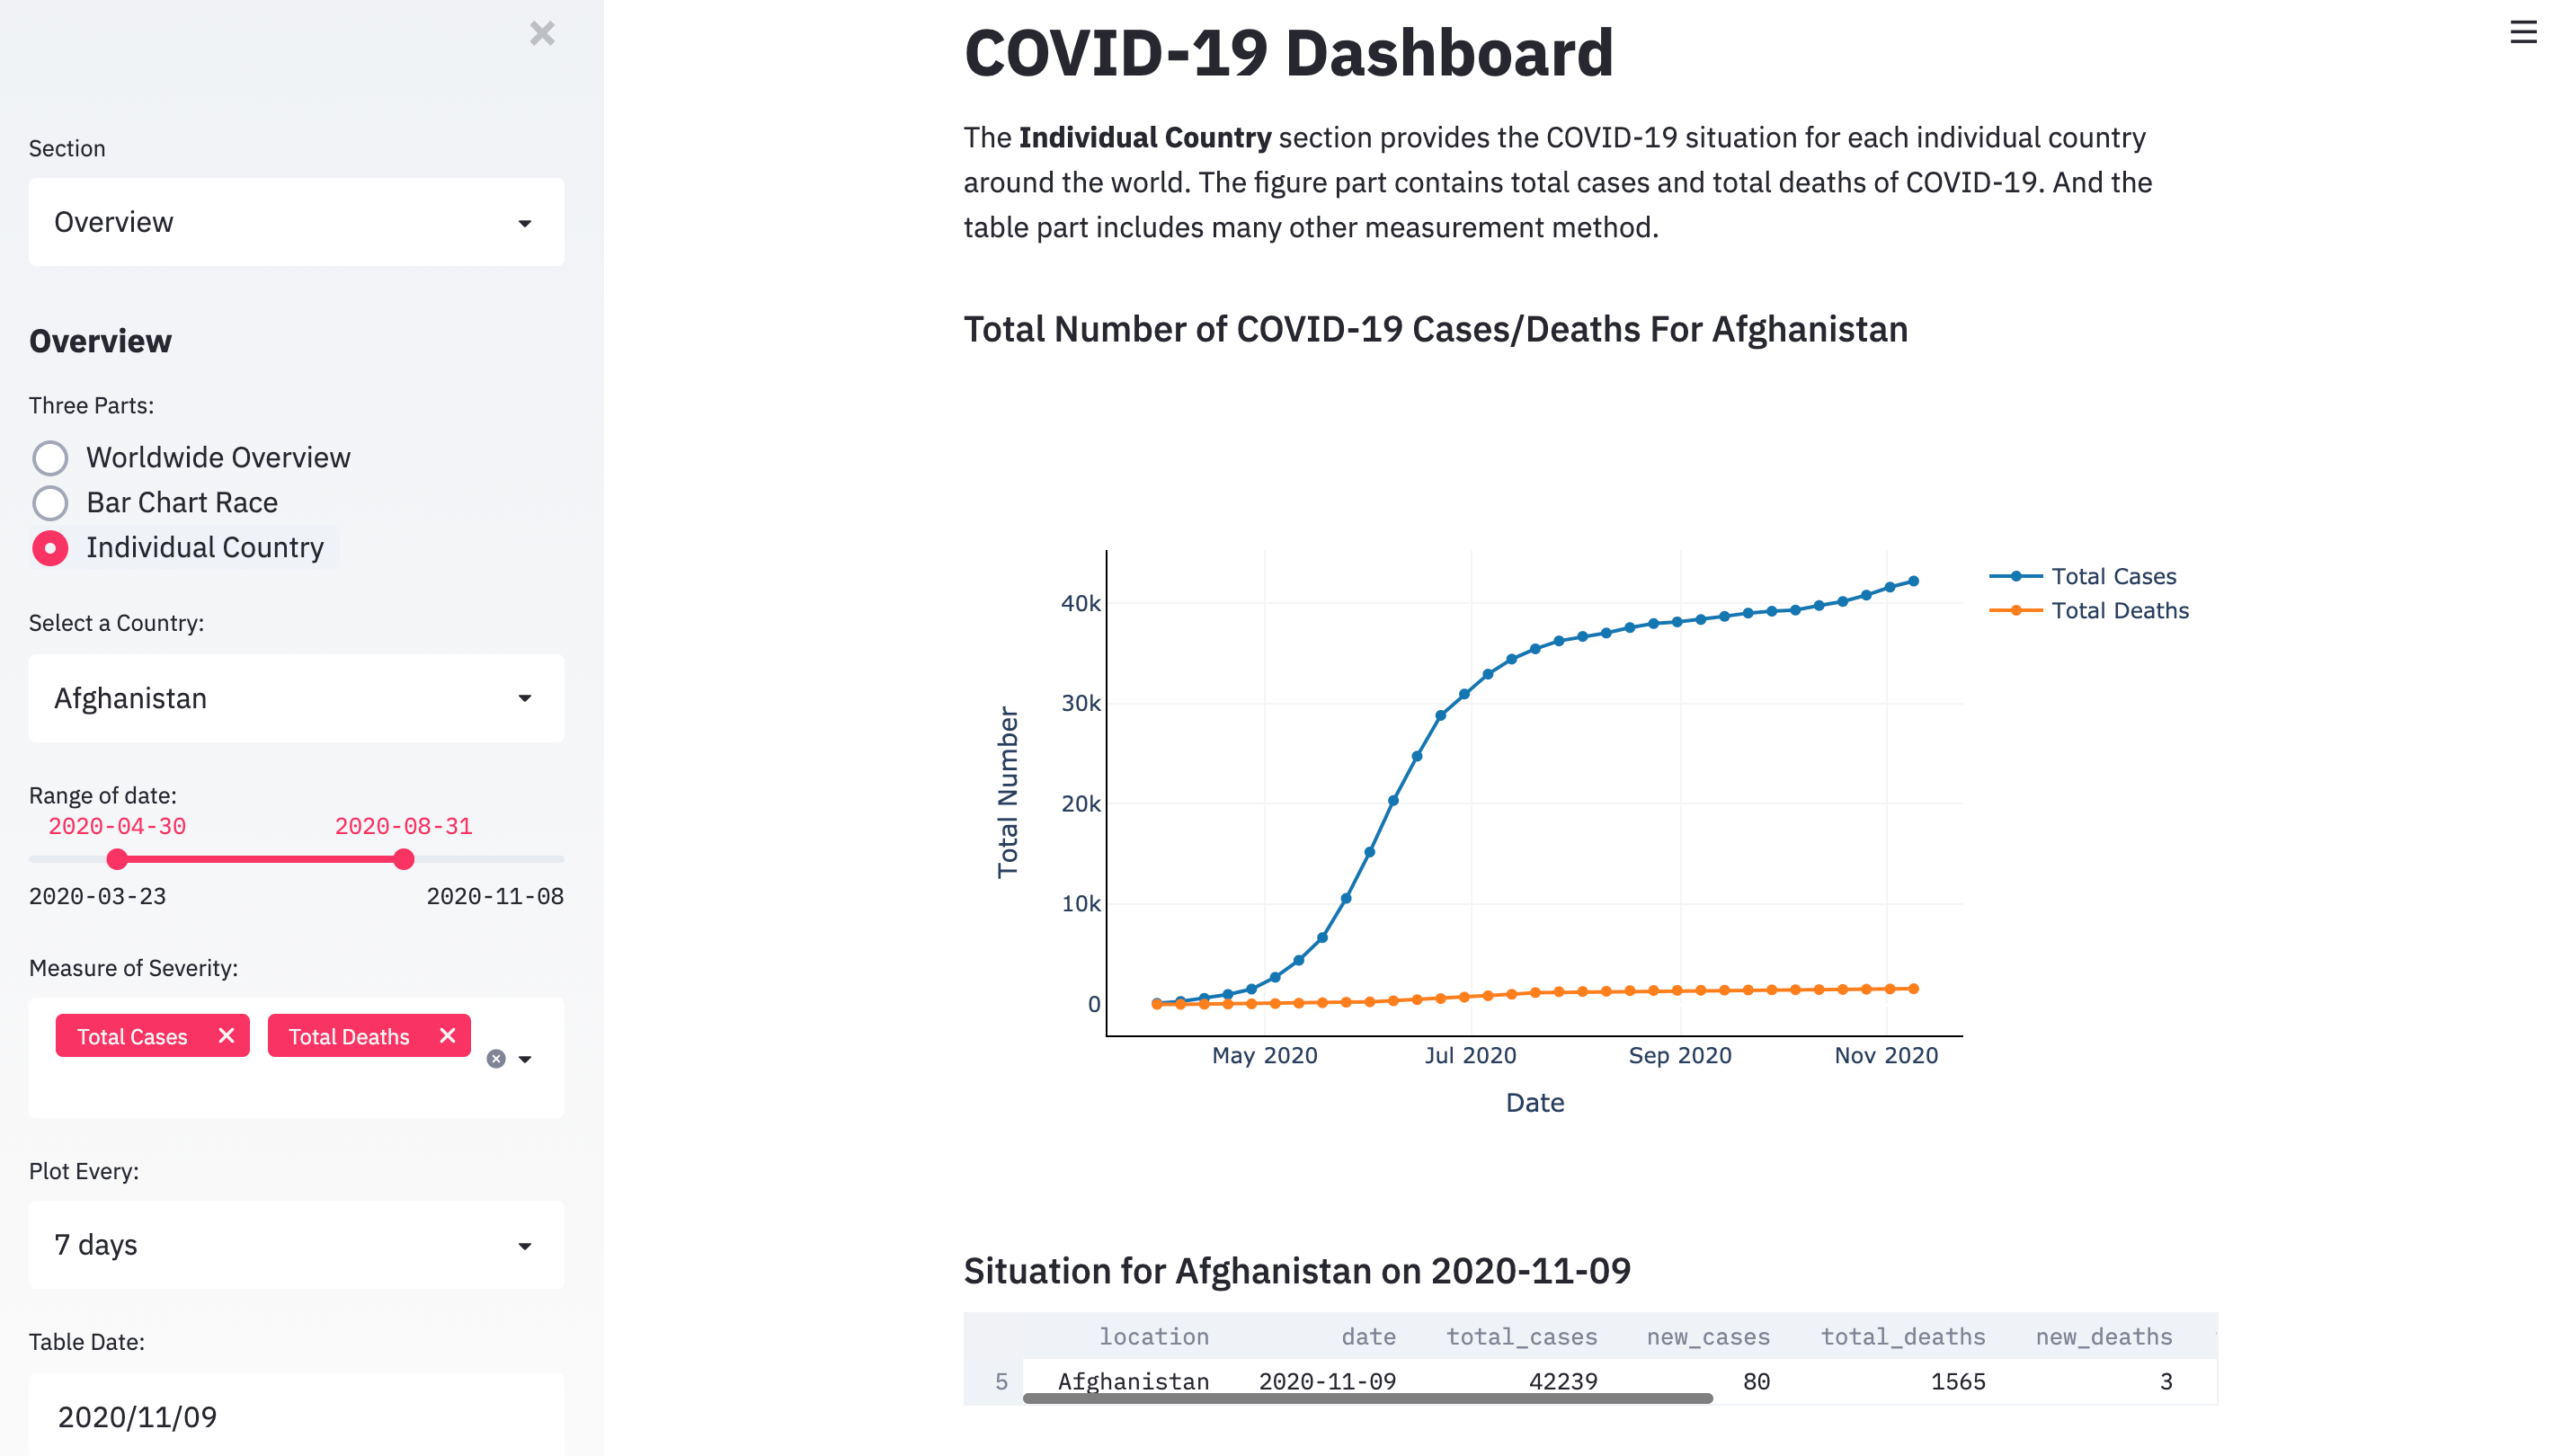 Section
Overview
Overview
Three Parts:
Worldwide Overview
Bar Chart Race
Individual Country
Select a Country:
Afghanistan
Range of date:
2020-04-30 2020-08-31
2020-03-23 2020-11-08
Measure of Severity:
Total Cases Total Deaths
Plot Every:
7 days
Table Date:
2020/11/09
COVID-19 Dashboard
The Individual Country section provides the COVID-19 situation for each individual country
around the world. The figure part contains total cases and total deaths of COVID-19. And the
table part includes many other measurement method.
Total Number of COVID-19 Cases/Deaths For Afghanistan
Total Cases
Total Deaths
Total Number
40k
30k
20k
10k
0
May 2020 Jul 2020 Sep 2020 Nov 2020
Date
Situation for Afghanistan on 2020-11-09
location date total_cases new_cases total_deaths new_deaths
5 Afghanistan 2020-11-09 42239 80 1565 3